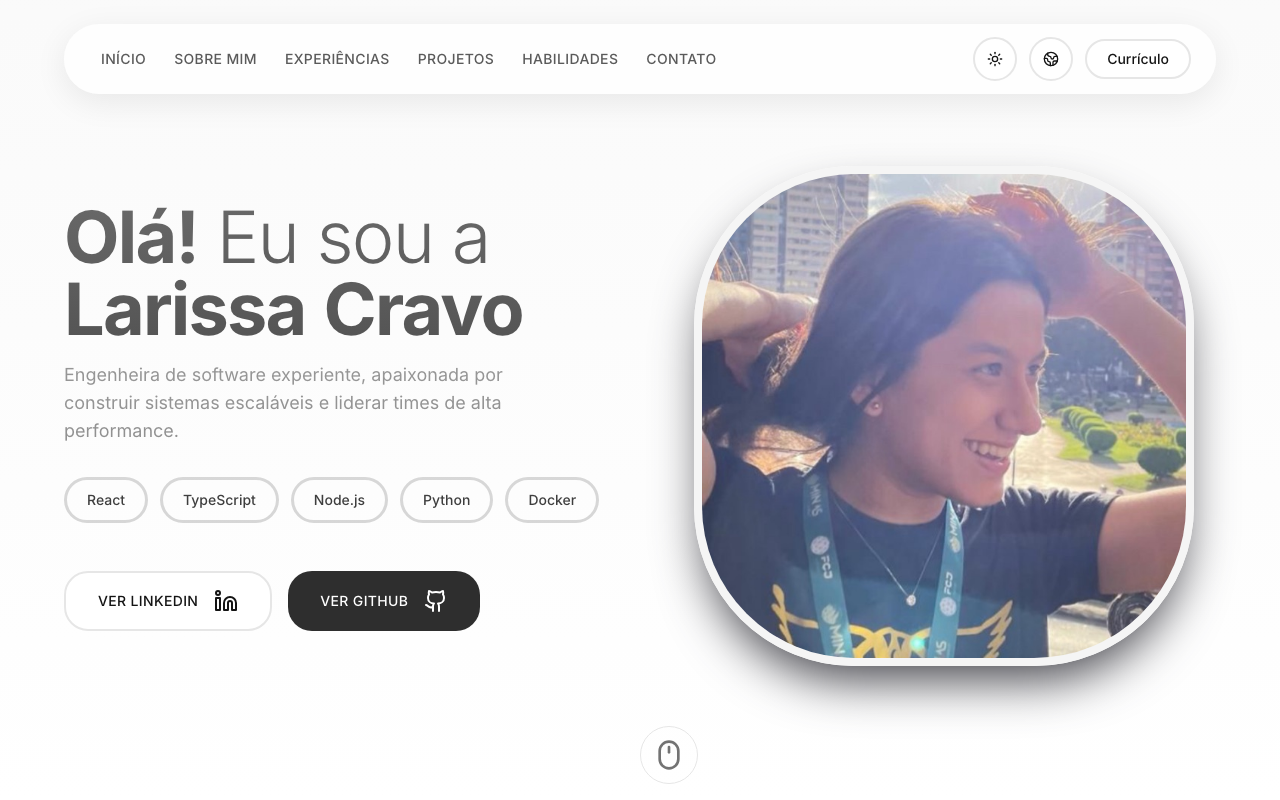 INÍCIO SOBRE MIM EXPERIÊNCIAS PROJETOS HABILIDADES CONTATO Currículo
Olá! Eu sou a
Larissa Cravo
Engenheira de software experiente, apaixonada por
construir sistemas escaláveis e liderar times de alta
performance.
React TypeScript Node.js Python Docker
VER LINKEDIN VER GITHUB